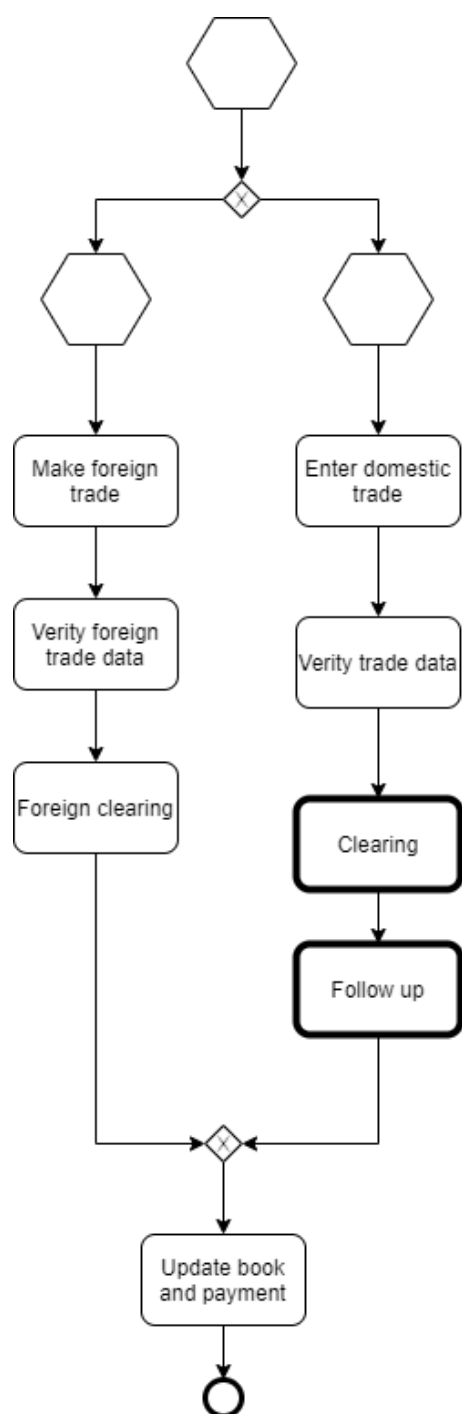 X
Make foreign
trade
Enter domestic
trade
Verity foreign
trade data
Verity trade data
Foreign clearing
Clearing
Follow up
X
Update book
and payment